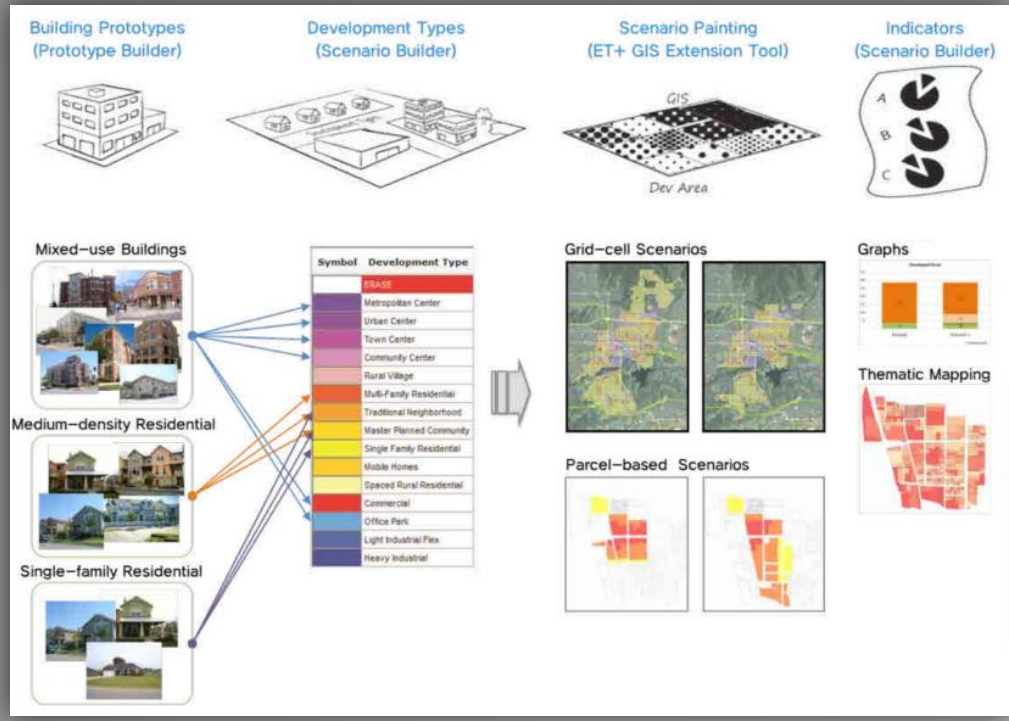 Building Prototypes
(Prototype Builder)
Development Types
(Scenario Builder)
Scenario Painting
(ET+ GIS Extension Tool)
Indicators
(Scenario Builder)
GIS
Dev Area
A
B
C
Mixed-use Buildings
Medium-density Residential
Single-family Residential
Symbol Development Type
ERASE
Metropolitan Center
Urban Center
Town Center
Community Center
Rural Village
Multi-Family Residential
Traditional Neighborhood
Master Planned Community
Single Family Residential
Mobile Homes
Spaced Rural Residential
Commercial
Office Park
Light Industrial Flex
Heavy Industrial
Grid-cell Scenarios
Parcel-based Scenarios
Graphs
Thematic Mapping